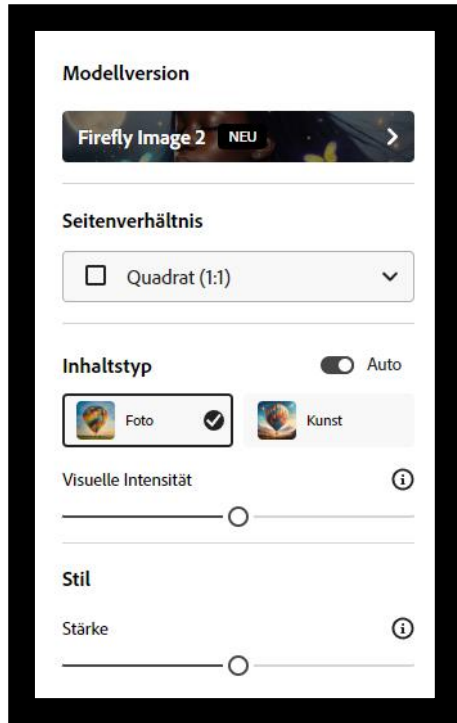 Modellversion
Firefly Image 2 NEU
Seitenverhältnis
Quadrat (1:1)
Inhaltstyp Auto
Foto Kunst
Visuelle Intensität
Stil
Stärke